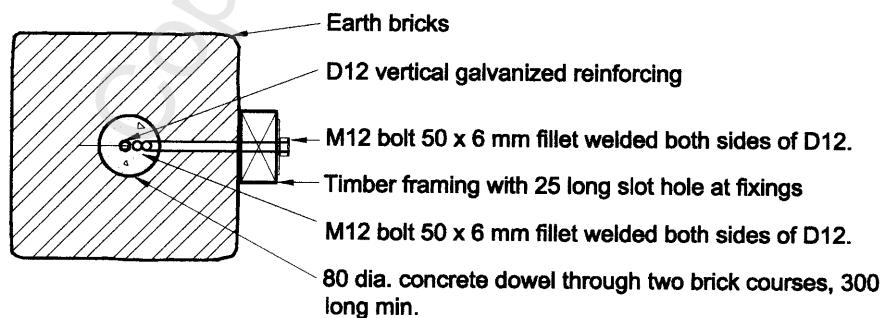 Earth bricks
D12 vertical galvanized reinforcing
M12 bolt 50 x 6 mm fillet welded both sides of D12.
Timber framing with 25 long slot hole at fixings
M12 bolt 50 x 6 mm fillet welded both sides of D12.
80 dia. concrete dowel through two brick courses, 300
long min.